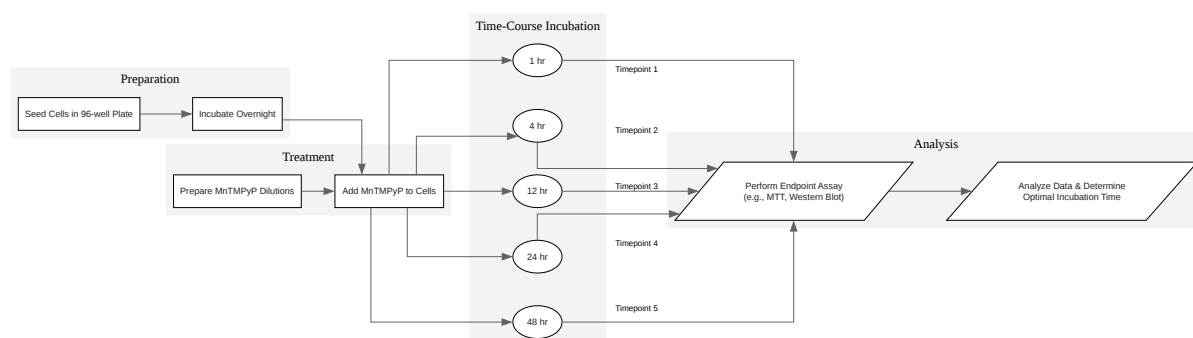 Time-Course Incubation
1 hr
Timepoint 1
Preparation
Seed Cells in 96-well Plate
Incubate Overnight
4 hr
Timepoint 2
Analysis
Treatment
Prepare MnTMPyP Dilutions
Add MnTMPyP to Cells
12 hr
Timepoint 3
Perform Endpoint Assay
(e.g., MTT, Western Blot)
Analyze Data & Determine
Optimal Incubation Time
24 hr
Timepoint 4
48 hr
Timepoint 5